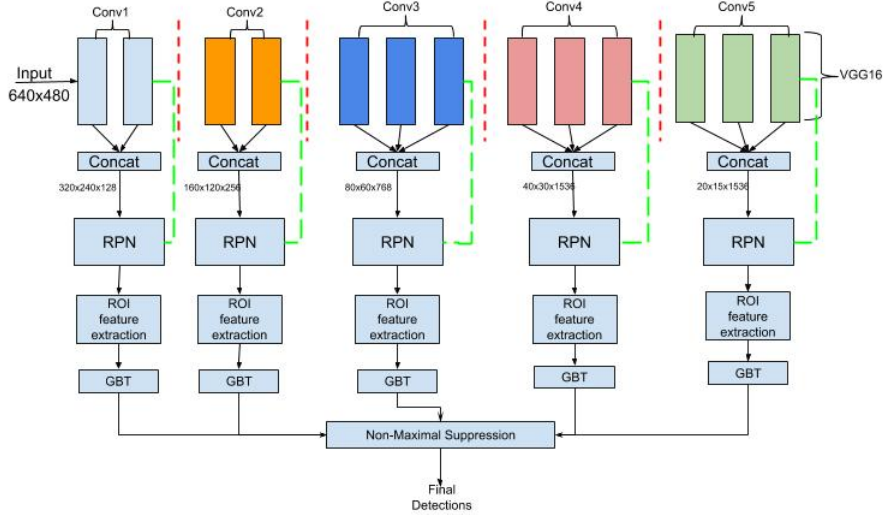 Conv1
Conv2
Conv3
Conv4
Conv5
Input
640x480
VGG16
Concat
Concat
Concat
Concat
Concat
320x240x128
160x120x256
80x60x768
40x30x1536
20x15x1536
RPN
RPN
RPN
RPN
RPN
ROI
feature
extraction
ROI
feature
extraction
ROI
feature
extraction
ROI
feature
extraction
ROI
feature
extraction
GBT
GBT
GBT
GBT
GBT
Non-Maximal Suppression
Final
Detections